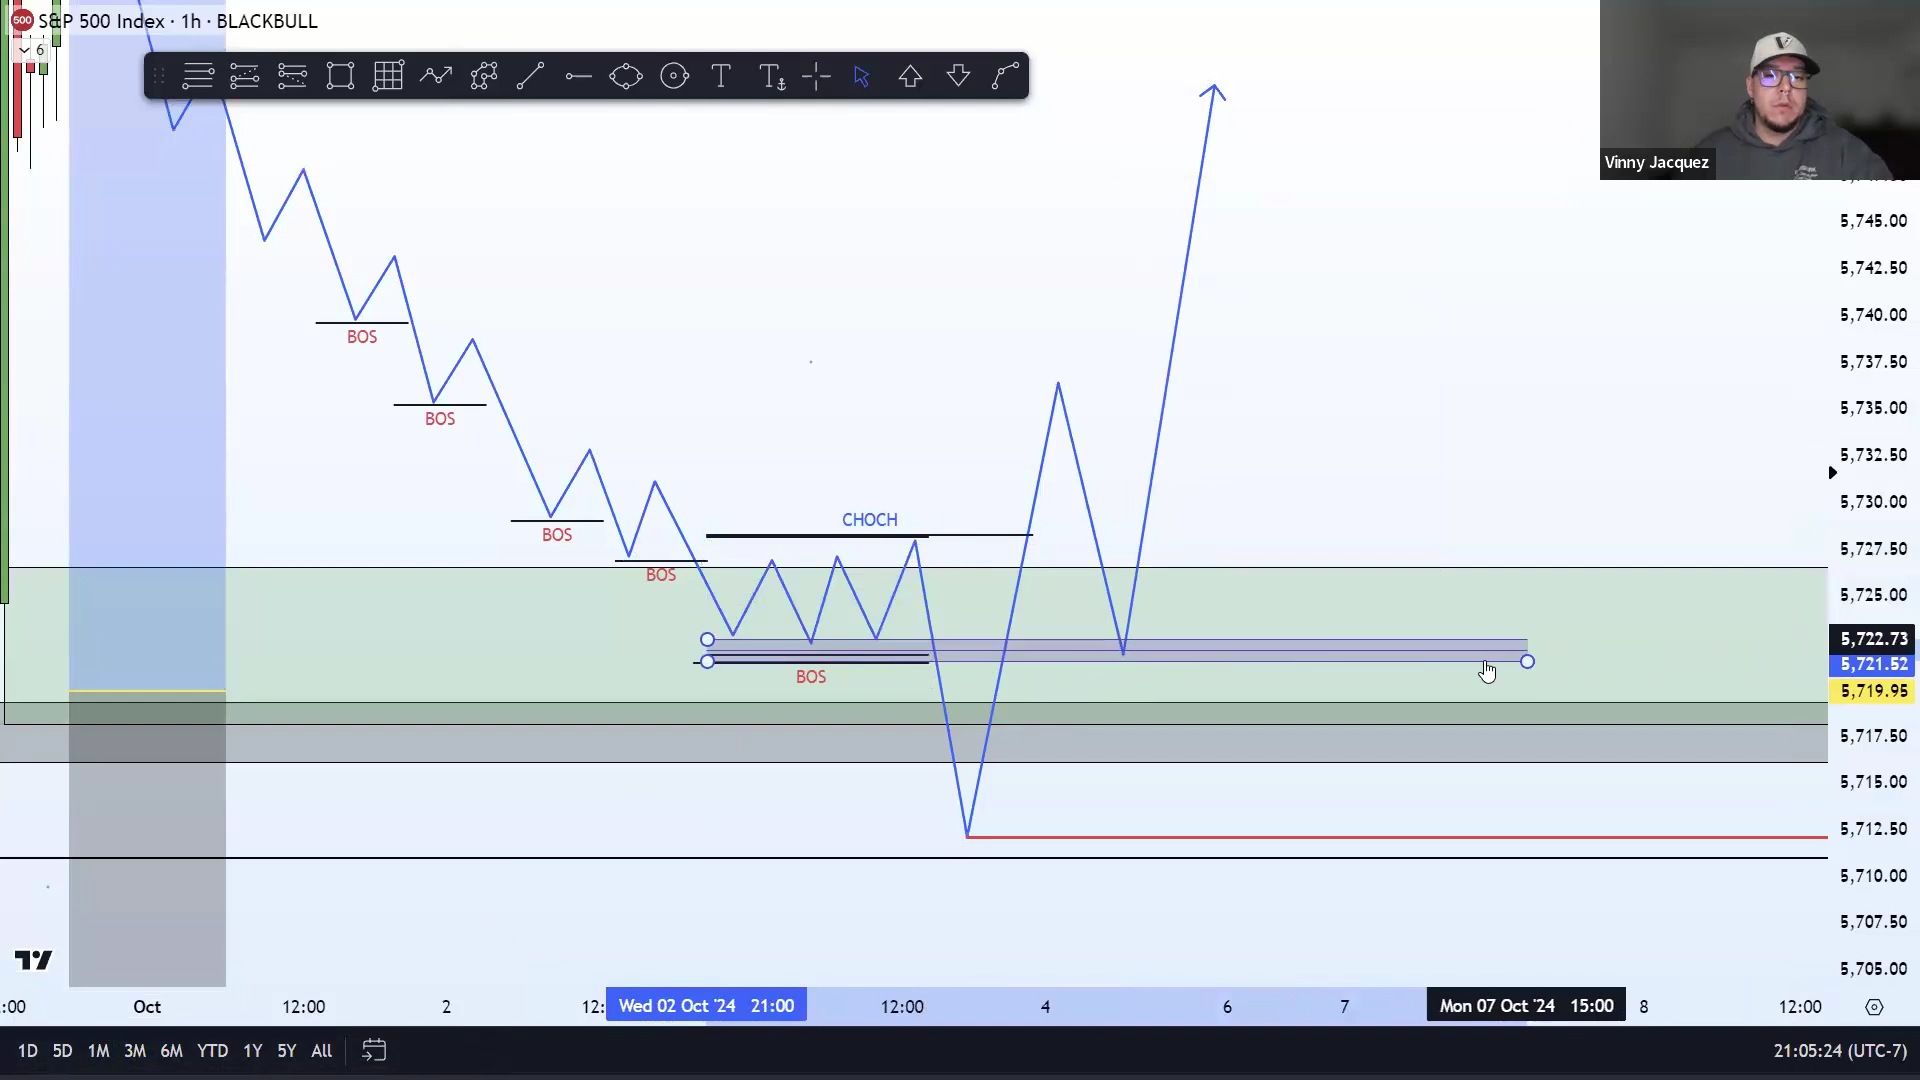 500 S&P 500 Index · 1h · BLACKBULL
6
Vinny Jacquez
5,745.00
5,742.50
BOS
5,740.00
5,737.50
BOS
5,735.00
5,732.50
5,730.00
CHOCH
BOS
5,727.50
BOS
5,725.00
5,722.73
5,721.52
BOS
5,719.95
5,717.50
5,715.00
5,712.50
5,710.00
5,707.50
5,705.00
:00 Oct 12:00 2 12: Wed 02 Oct '24 21:00 12:00 4 6 7 Mon 07 Oct '24 15:00 8 12:00
1D 5D 1M 3M 6M YTD 1Y 5Y All 21:05:24 (UTC-7)